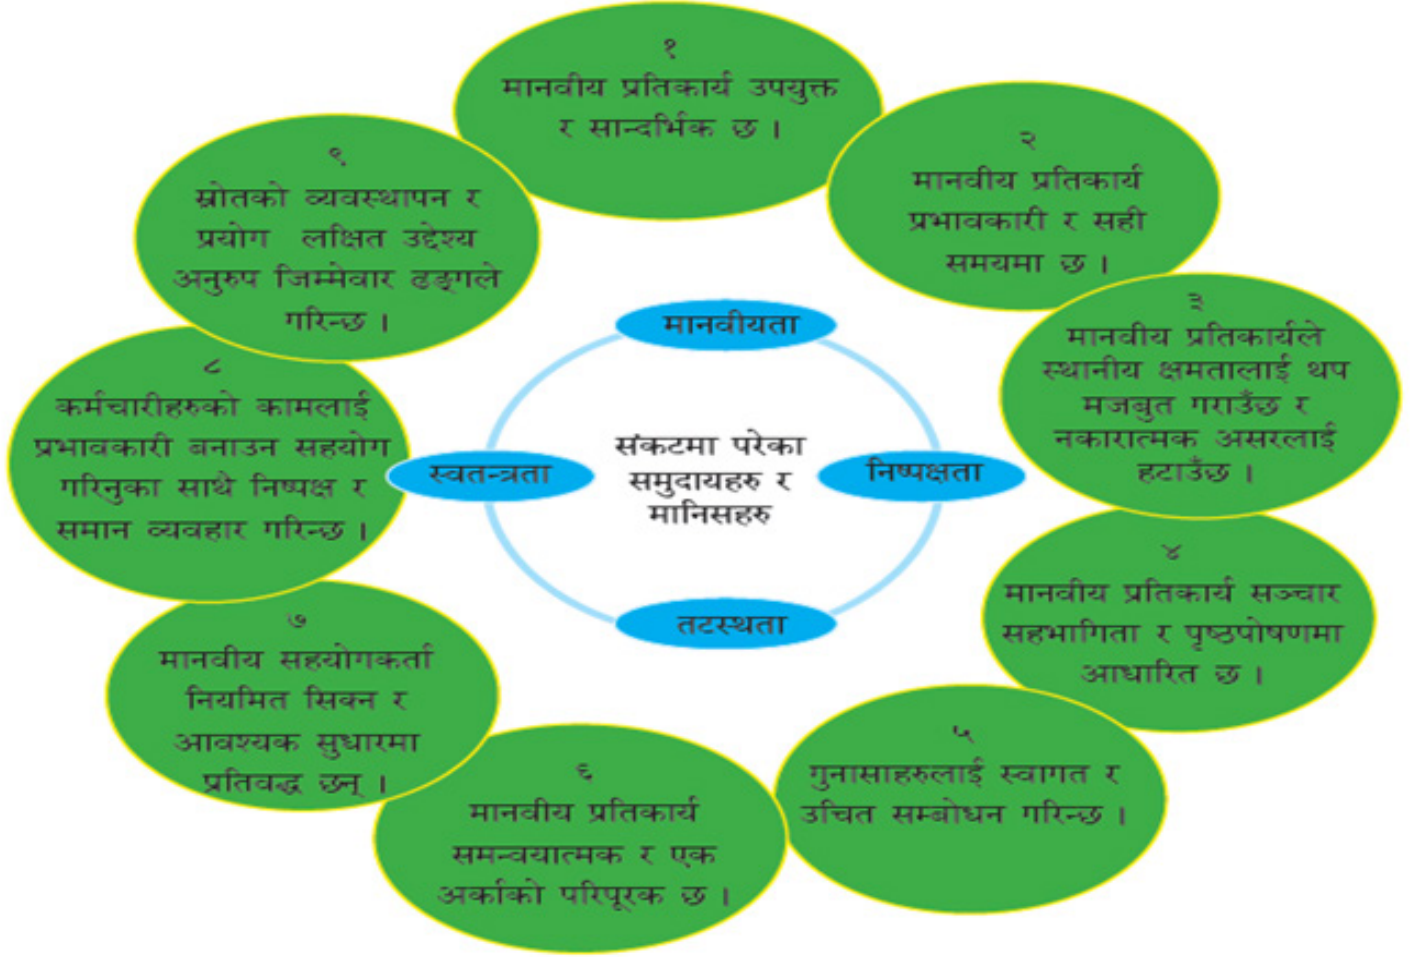 १
मानवीय प्रतिकार्य उपयुक्त
र सान्दर्भिक छ ।
२
मानवीय प्रतिकार्य
प्रभावकारी र सही
समयमा छ ।
३
मानवीय प्रतिकार्यले
स्थानीय क्षमतालाई थप
मजबुत गराउँछ र
नकारात्मक असरलाई
हटाउँछ ।
४
मानवीय प्रतिकार्य सञ्चार
सहभागिता र पृष्ठपोषणमा
आधारित छ ।
५
गुनासाहरुलाई स्वागत र
उचित सम्बोधन गरिन्छ ।
६
मानवीय प्रतिकार्य
समन्वयात्मक र एक
अर्काको परिपूरक छ ।
७
मानवीय सहयोगकर्ता
नियमित सिक्न र
आवश्यक सुधारमा
प्रतिवद्ध छन् ।
८
कर्मचारीहरुको कामलाई
प्रभावकारी बनाउन सहयोग
गरिनुका साथै निष्पक्ष र
समान व्यवहार गरिन्छ ।
९
स्रोतको व्यवस्थापन र
प्रयोग लक्षित उद्देश्य
अनुरुप जिम्मेवार ढङ्गले
गरिन्छ ।
मानवीयता
निष्पक्षता
तटस्थता
स्वतन्त्रता
संकटमा परेका
समुदायहरु र
मानिसहरु